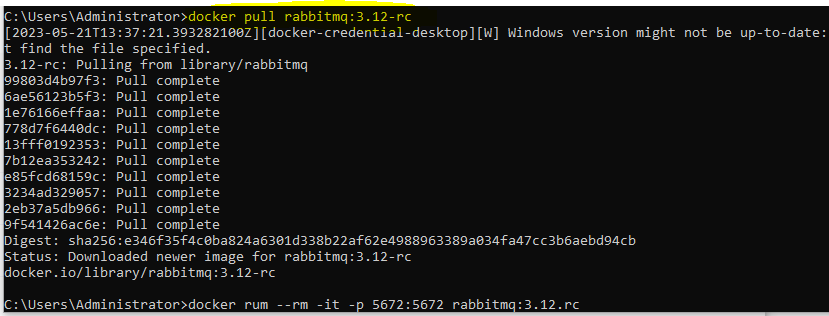 C:\Users\Administrator>docker pull rabbitmq:3.12-rc
[2023-05-21T13:37:21.393282100Z][docker-credential-desktop][W] Windows version might not be up-to-date:
t find the file specified.
3.12-rc: Pulling from library/rabbitmq
99803d4b97f3: Pull complete
6ae56123b5f3: Pull complete
1e76166effaa: Pull complete
778d7f6440dc: Pull complete
13fff0192353: Pull complete
7b12ea353242: Pull complete
e85fcd68159c: Pull complete
3234ad329057: Pull complete
2eb37a5db966: Pull complete
9f541426ac6e: Pull complete
Digest: sha256:e346f35f4c0ba824a6301d338b22af62e4988963389a034fa47cc3b6aebd94cb
Status: Downloaded newer image for rabbitmq:3.12-rc
docker.io/library/rabbitmq:3.12-rc
C:\Users\Administrator>docker rum --rm -it -p 5672:5672 rabbitmq:3.12.rc